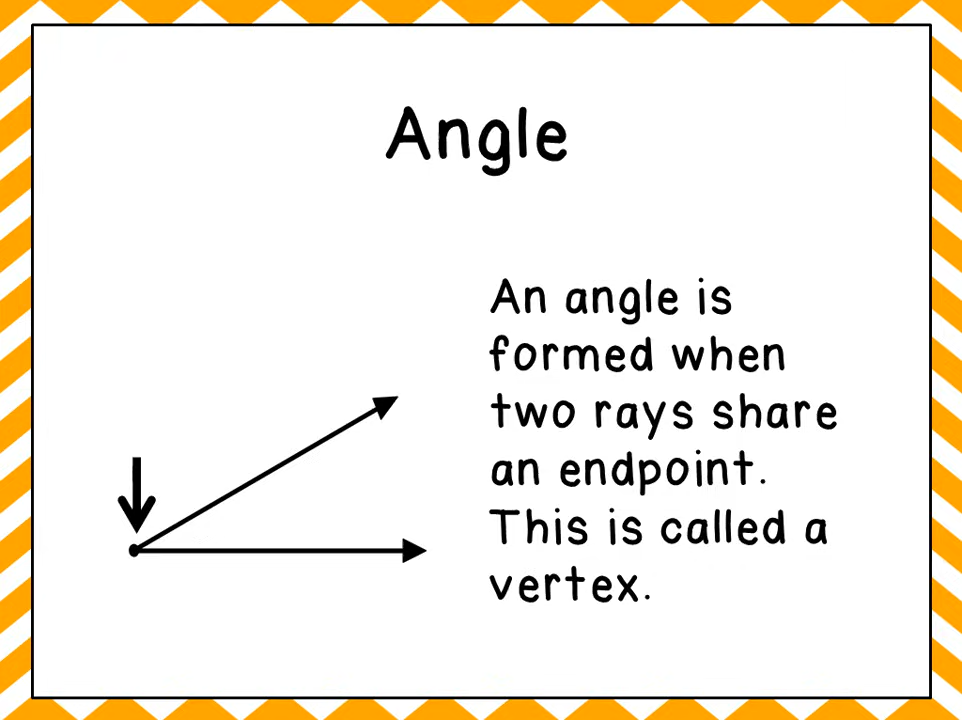 Angle
An angle is
formed when
two rays share
an endpoint.
This is called a
vertex.